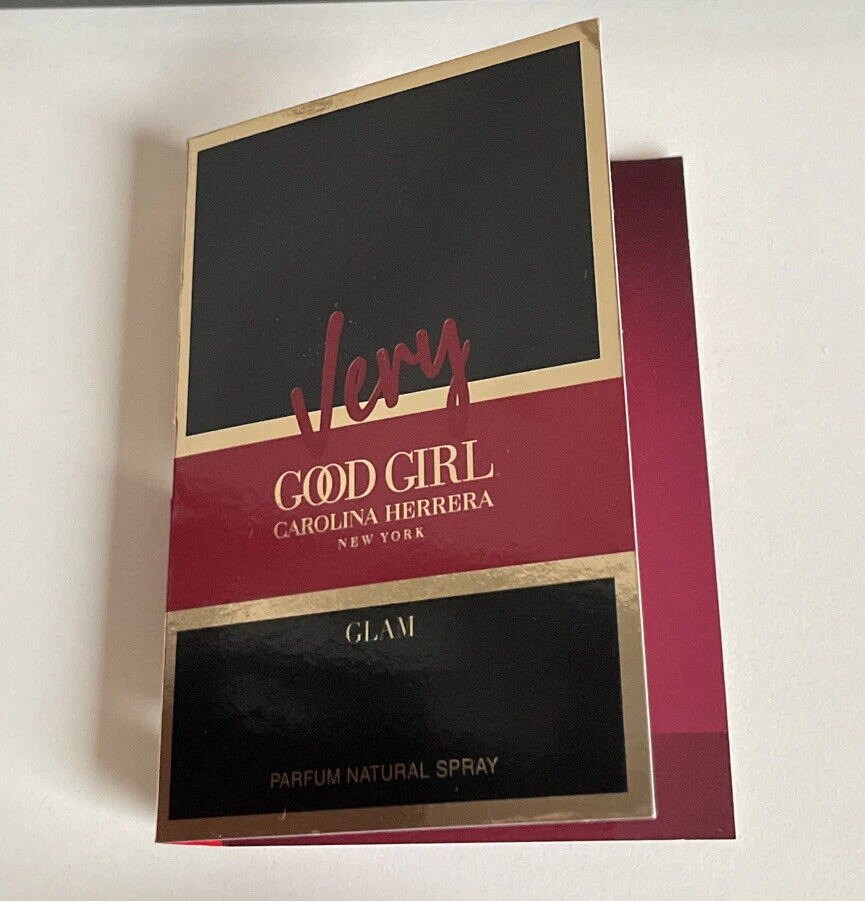 Very
GOOD GIRL
CAROLINA HERRERA
NEW YORK
GLAM
PARFUM NATURAL SPRAY